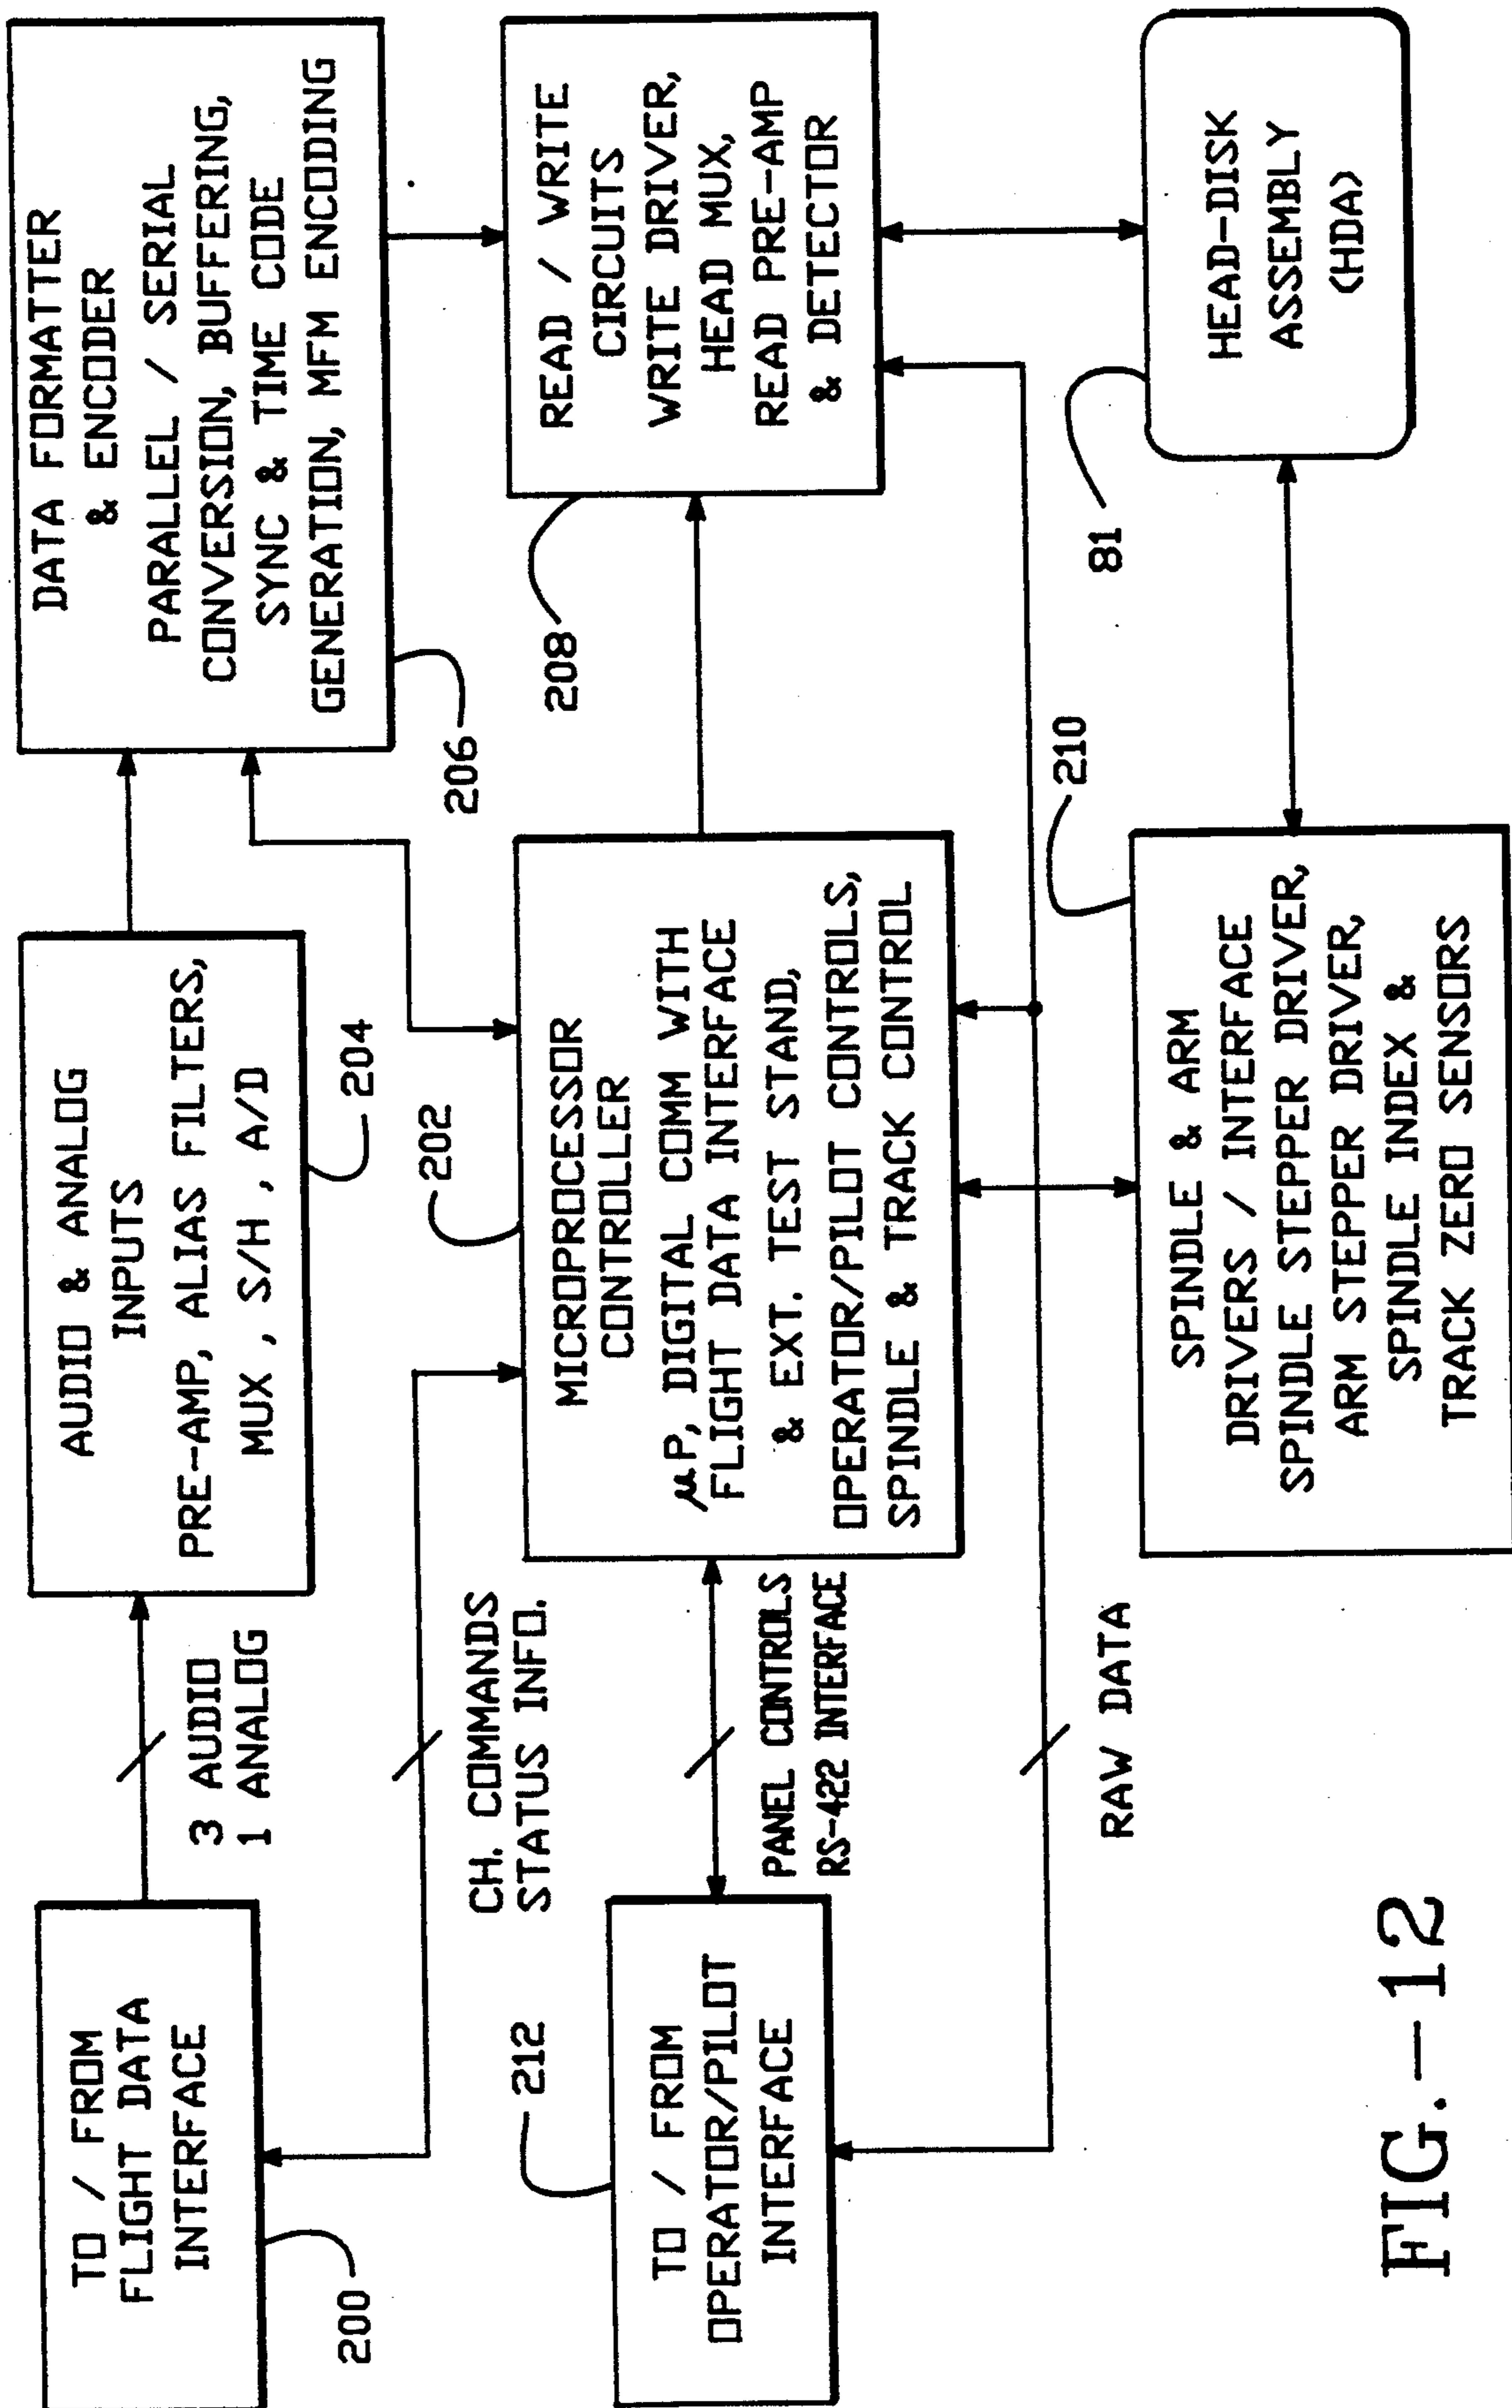 TO / FROM
FLIGHT DATA
INTERFACE
200
3 AUDIO
1 ANALOG
AUDIO & ANALOG
INPUTS
PRE-AMP, ALIAS FILTERS,
MUX , S/H , A/D
204
DATA FORMATTER
& ENCODER
PARALLEL / SERIAL
CONVERSION, BUFFERING,
SYNC & TIME CODE
GENERATION, MFM ENCODING
206
CH. COMMANDS
STATUS INFO.
212
TO / FROM
OPERATOR/PILOT
INTERFACE
PANEL CONTROLS
RS-422 INTERFACE
202
MICROPROCESSOR
CONTROLLER
µP, DIGITAL COMM WITH
FLIGHT DATA INTERFACE
& EXT. TEST STAND,
OPERATOR/PILOT CONTROLS,
SPINDLE & TRACK CONTROL
208
READ / WRITE
CIRCUITS
WRITE DRIVER,
HEAD MUX,
READ PRE-AMP
& DETECTOR
RAW DATA
210
SPINDLE & ARM
DRIVERS / INTERFACE
SPINDLE STEPPER DRIVER,
ARM STEPPER DRIVER,
SPINDLE INDEX &
TRACK ZERO SENSORS
81
HEAD-DISK
ASSEMBLY
(HDA)
FIG.-12